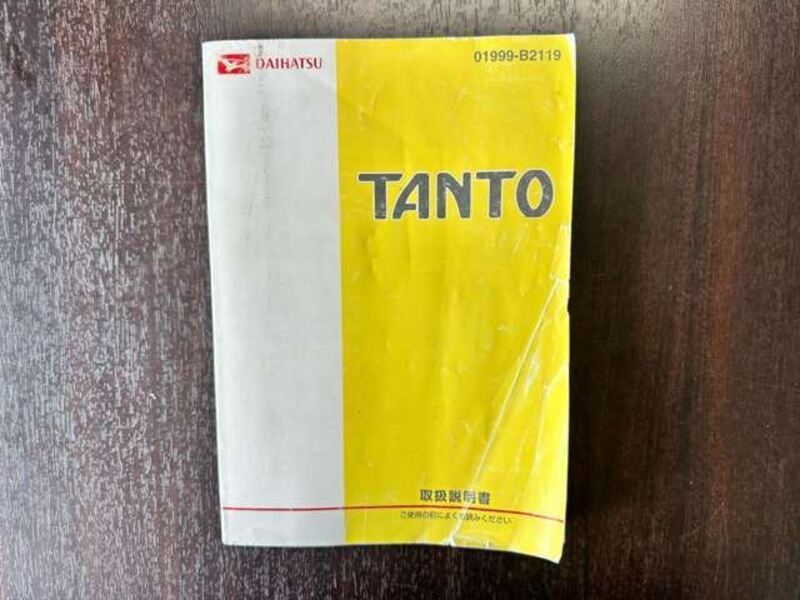 DAIHATSU
01999-B2119
TANTO
取扱説明書
ご使用の前によくお読みください